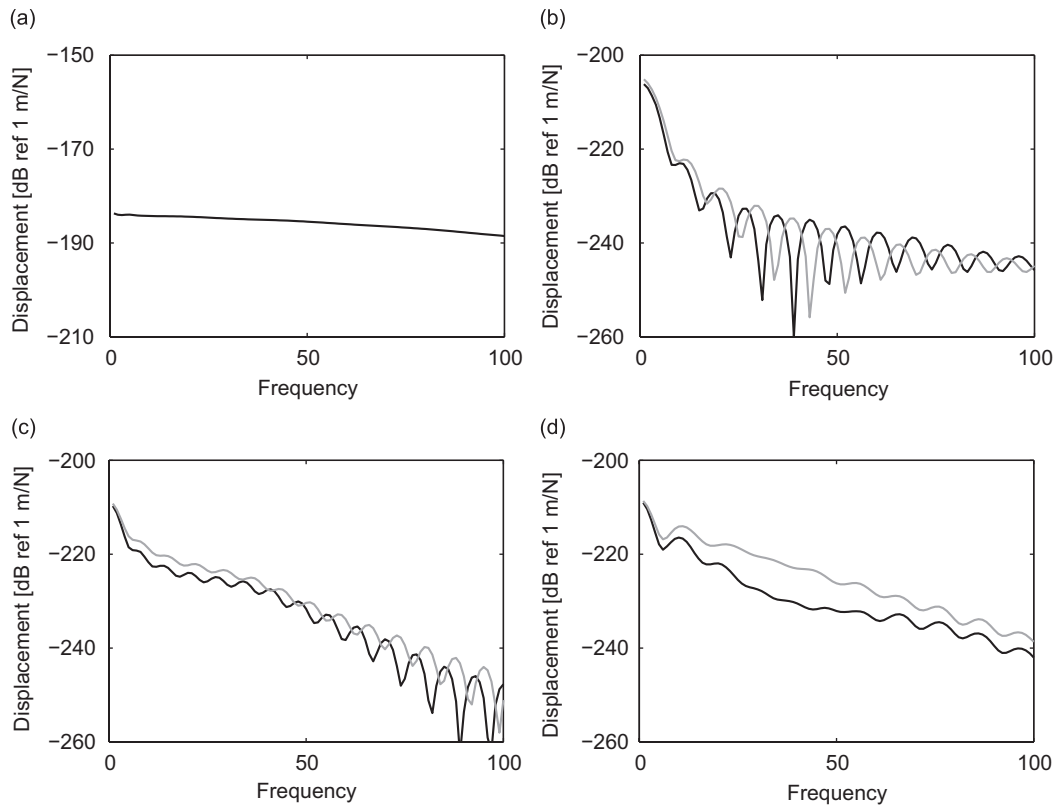 (a)
−150
−170
−190
−210
Displacement [dB ref 1 m/N]
0
50
100
Frequency
(b)
−200
−220
−240
−260
Displacement [dB ref 1 m/N]
0
50
100
Frequency
(c)
−200
−220
−240
−260
Displacement [dB ref 1 m/N]
0
50
100
Frequency
(d)
−200
−220
−240
−260
Displacement [dB ref 1 m/N]
0
50
100
Frequency